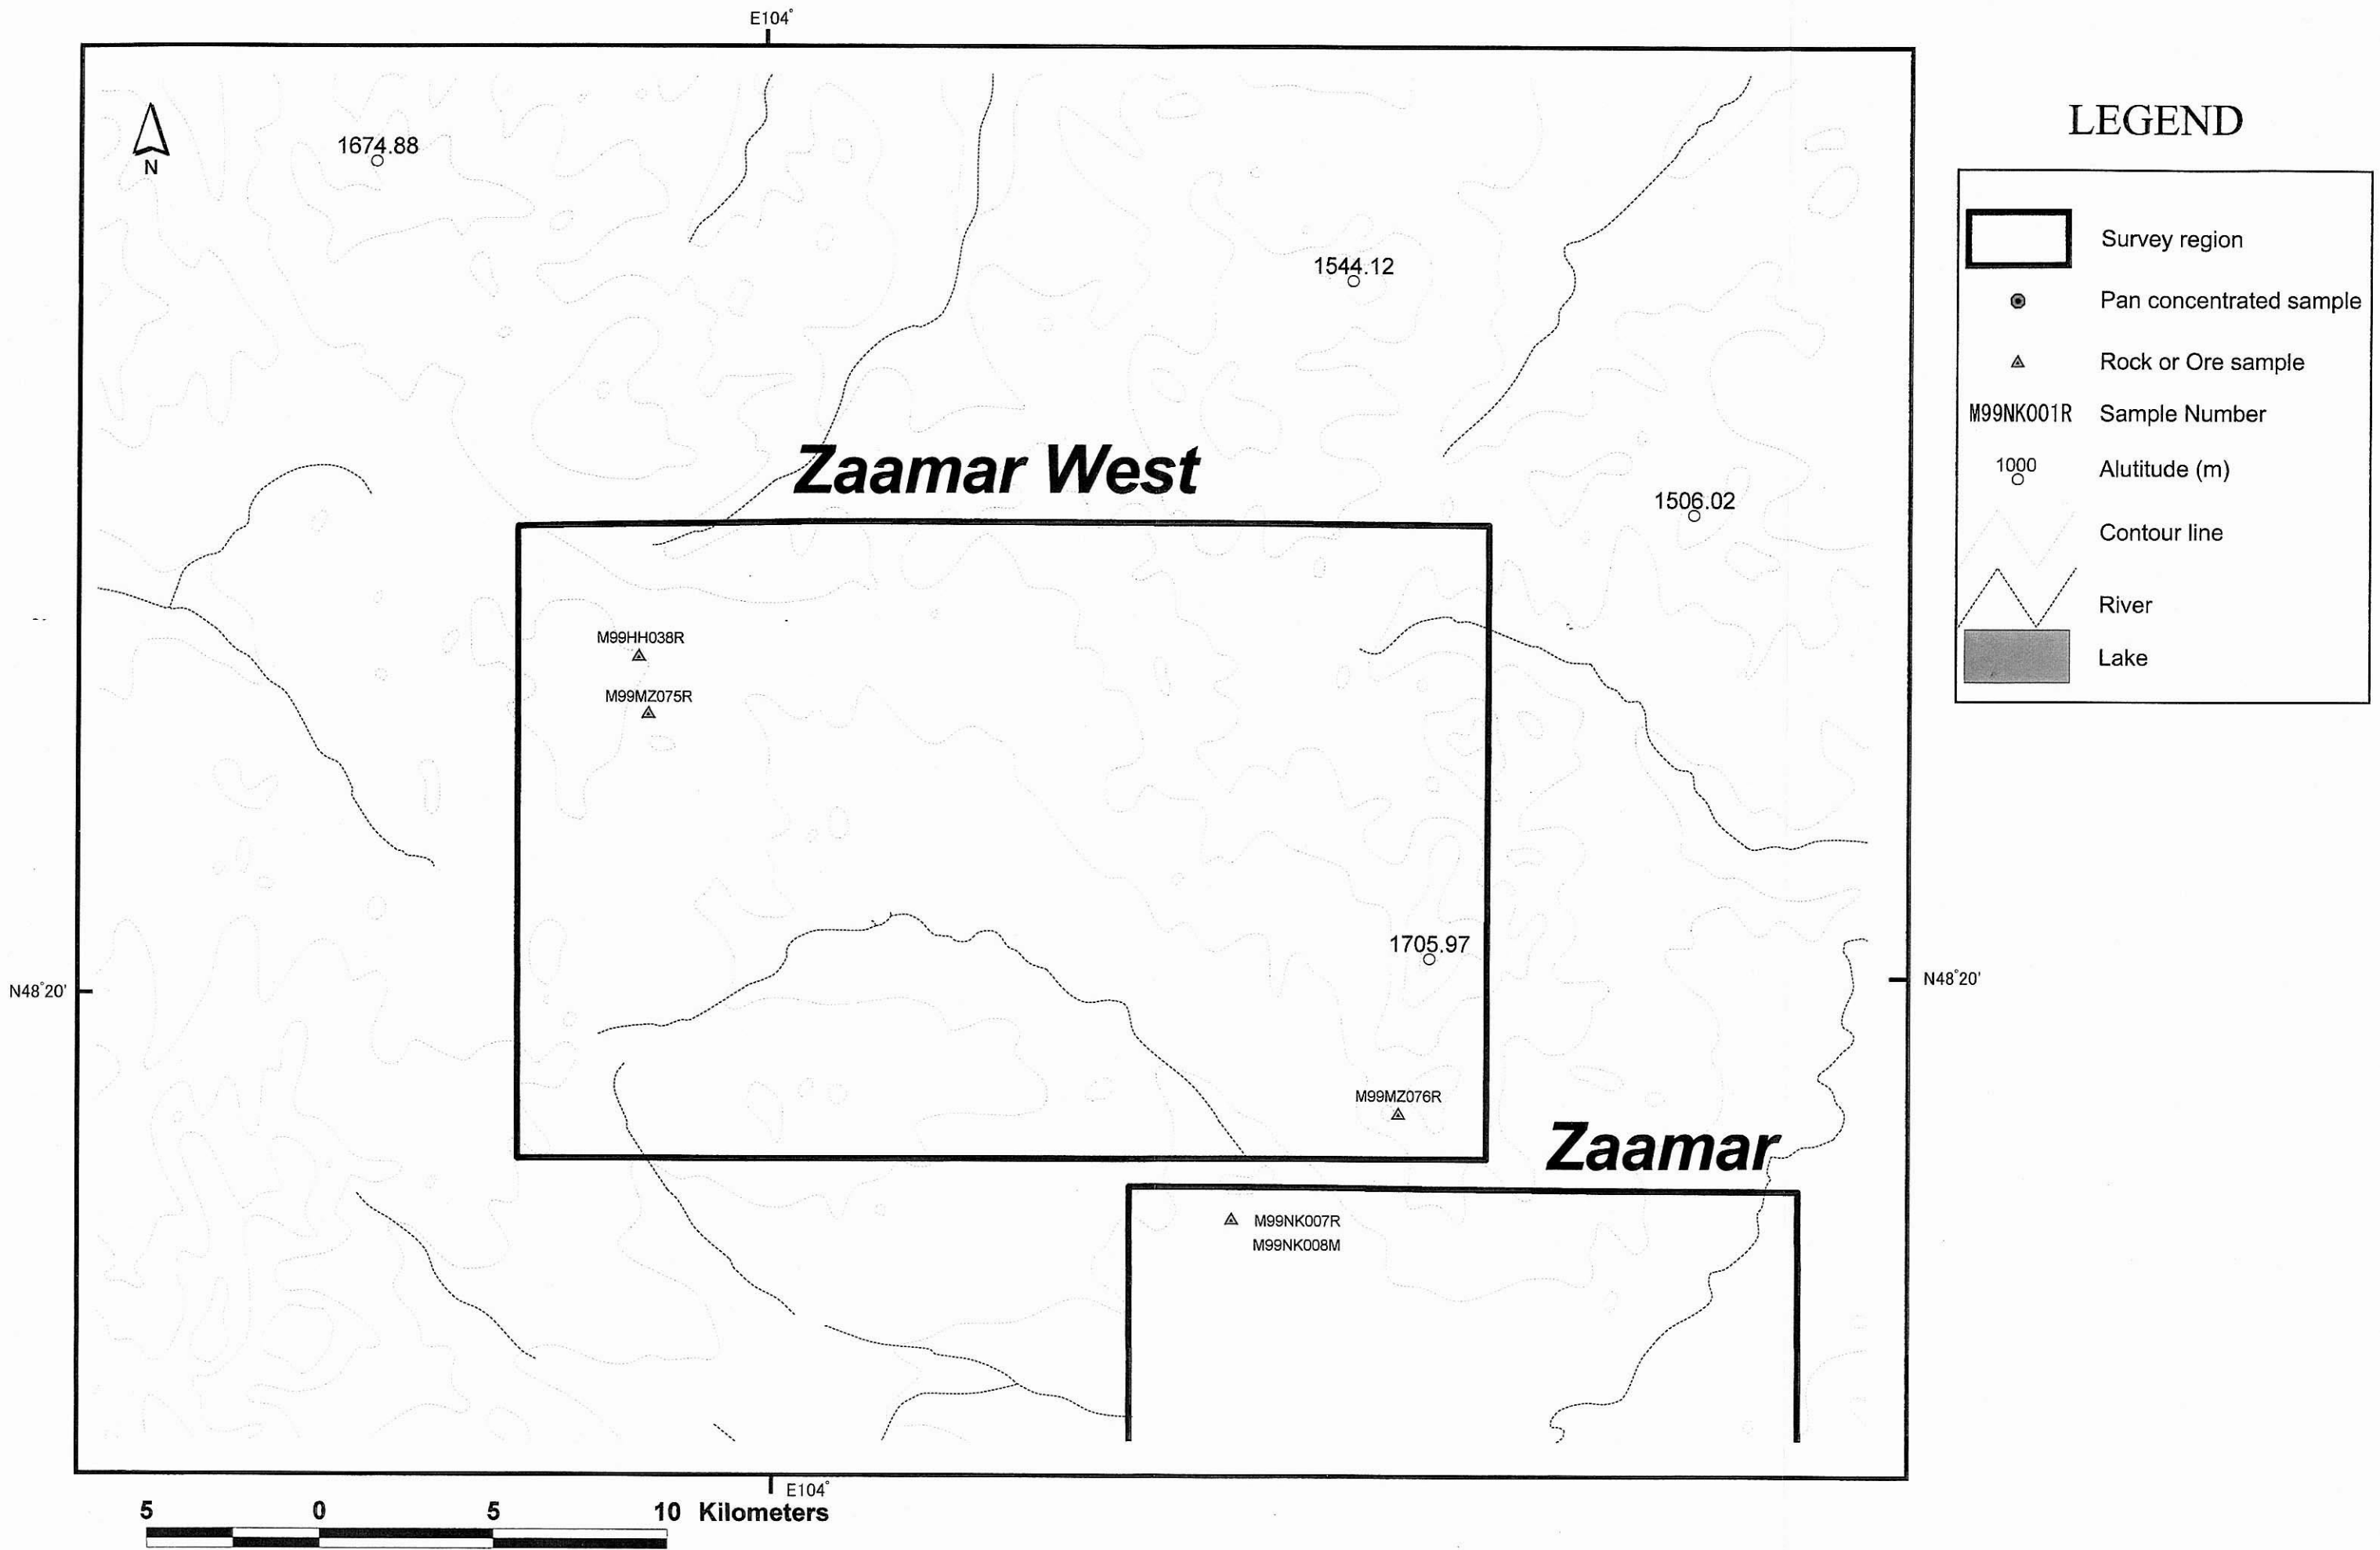 E104°
N
1674.88
1544.12
1506.02
Zaamar West
M99HH038R
M99MZ075R
1705.97
N48°20'
N48°20'
M99MZ076R
Zaamar
M99NK007R
M99NK008M
E104°
5 0 5 10 Kilometers
LEGEND
Survey region
Pan concentrated sample
Rock or Ore sample
M99NK001R Sample Number
1000 Alutitude (m)
Contour line
River
Lake